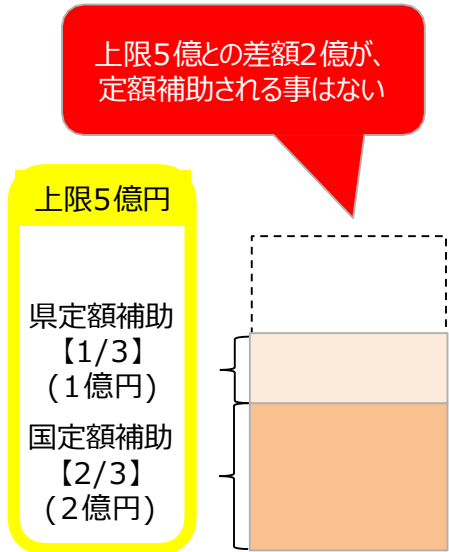 上限5億との差額2億が、
定額補助される事はない
上限5億円
県定額補助
【1/3】
(1億円)
国定額補助
【2/3】
(2億円)